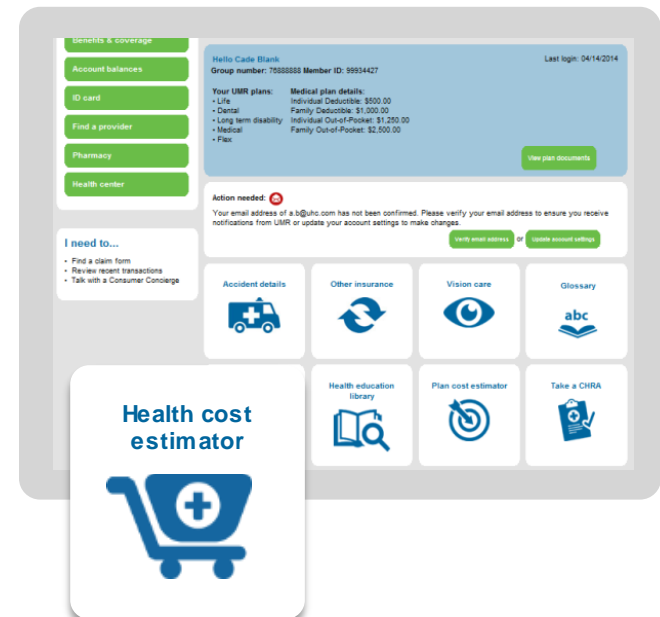 Benefits & coverage
Account balances
ID card
Find a provider
Pharmacy
Health center
I need to...
• Find a claim form
• Review recent transactions
• Talk with a Consumer Concierge
Hello Cade Blank
Last login: 04/14/2014
Group number: 76888888 Member ID: 99934427
Your UMR plans: Medical plan details:
• Life Individual Deductible: $500.00
• Dental Family Deductible: $1,000.00
• Long term disability Individual Out-of-Pocket: $1,250.00
• Medical Family Out-of-Pocket: $2,500.00
• Flex
View plan documents
Action needed:
Your email address of a.b@uhc.com has not been confirmed. Please verify your email address to ensure you receive
notifications from UMR or update your account settings to make changes.
Verify email address or Update account settings
Accident details
Other insurance
Vision care
Glossary
abc
Health education
library
Plan cost estimator
Take a CHRA
Health cost
estimator